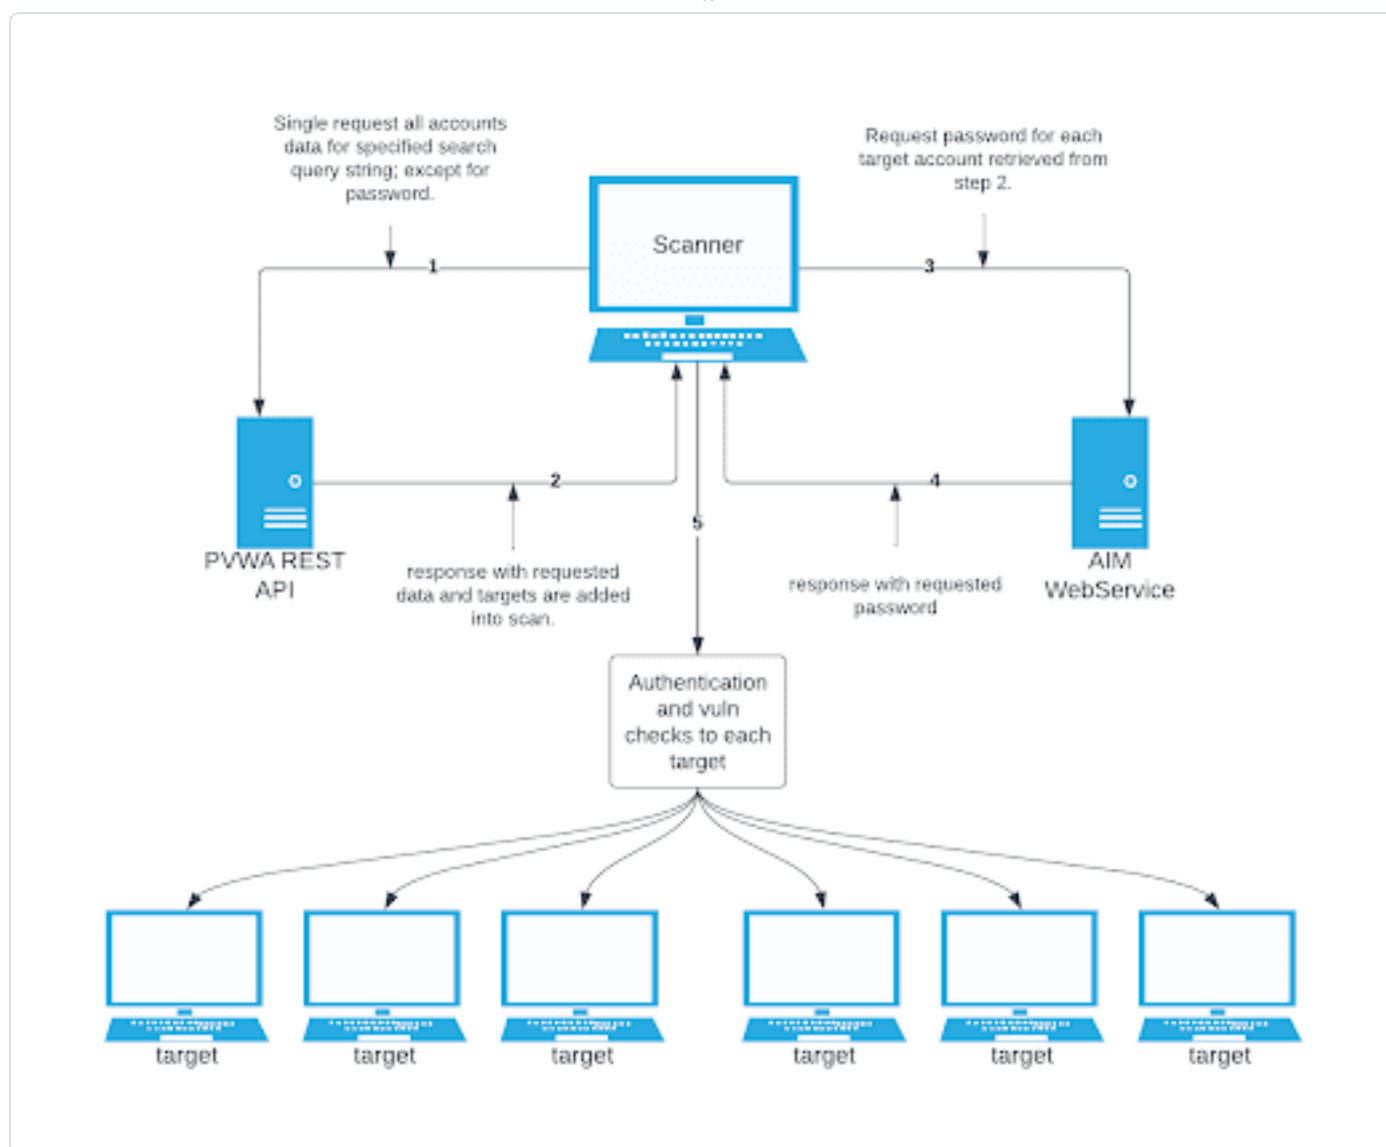 Single request all accounts
data for specified search
query string; except for
password.
Request password for each
target account retrieved from
step 2.
Scanner
1
3
2
4
5
PVWA REST
API
AIM
WebService
response with requested
data and targets are added
into scan.
response with requested
password
Authentication
and vuln
checks to each
target
target
target
target
target
target
target